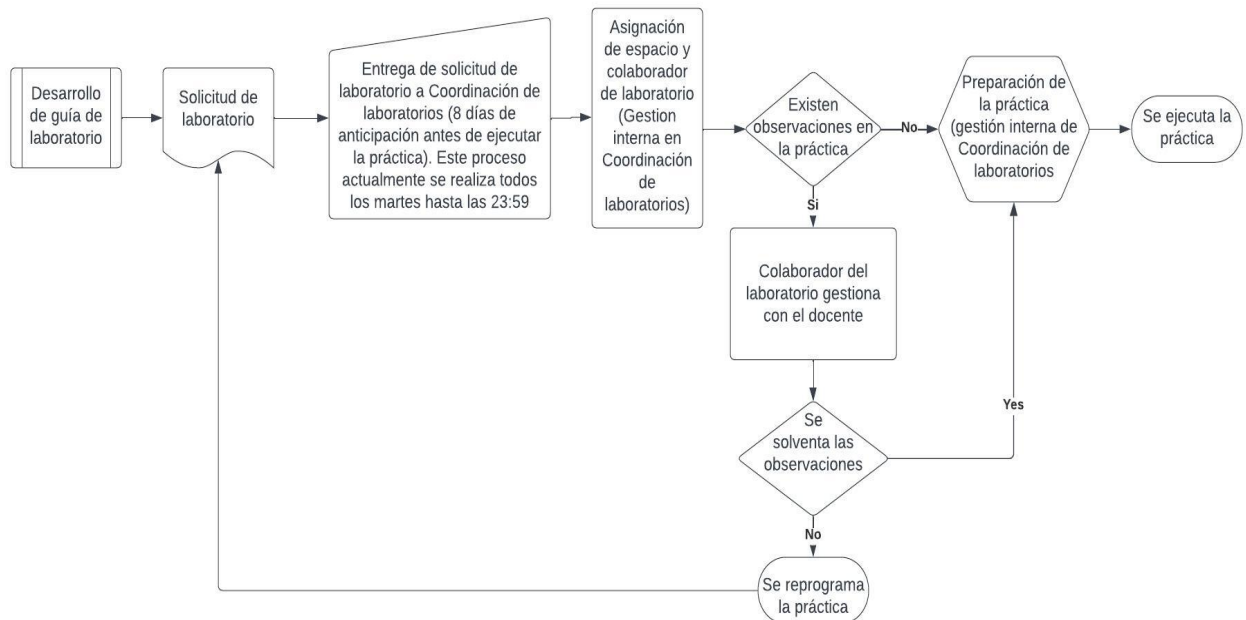 Desarrollo
de guía de
laboratorio
Solicitud de
laboratorio
Entrega de solicitud de
laboratorio a Coordinación de
laboratorios (8 días de
anticipación antes de ejecutar
la práctica). Este proceso
actualmente se realiza todos
los martes hasta las 23:59
Asignación
de espacio y
colaborador
de laboratorio
(Gestion
interna en
Coordinación
de
laboratorios)
Existen
observaciones en
la práctica
No
Preparación de
la práctica
(gestión interna de
Coordinación de
laboratorios
Se ejecuta la
práctica
Si
Colaborador del
laboratorio gestiona
con el docente
Se
solventa las
observaciones
Yes
No
Se reprograma
la práctica